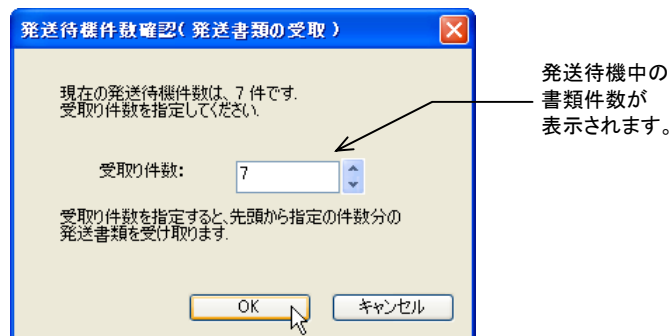 発送待機件数確認( 発送書類の受取 )
現在の発送待機件数は、7 件です.
受取り件数を指定してください.
受取り件数:
7
受取り件数を指定すると、先頭から指定の件数分の
発送書類を受け取ります.
OK
キャンセル
発送待機中の
書類件数が
表示されます。